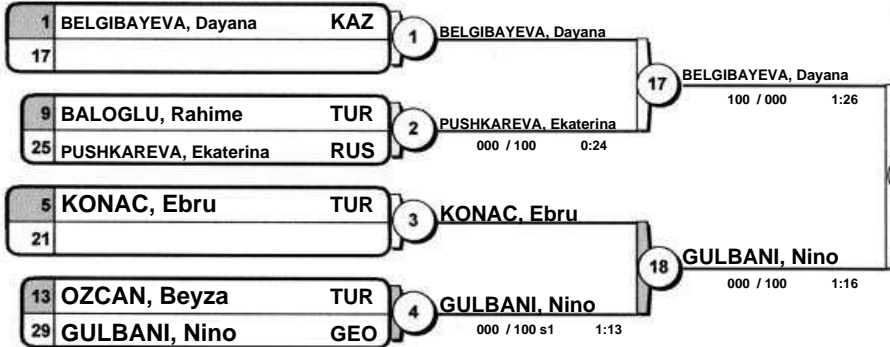 1 BELGIBAYEVA, Dayana KAZ
17
1
BELGIBAYEVA, Dayana
9 BALOGLU, Rahime TUR
25 PUSHKAREVA, Ekaterina RUS
2
PUSHKAREVA, Ekaterina
000 / 100 0:24
17
BELGIBAYEVA, Dayana
100 / 000 1:26
5 KONAC, Ebru TUR
21
3
KONAC, Ebru
13 OZCAN, Beyza TUR
29 GULBANI, Nino GEO
4
GULBANI, Nino
000 / 100 s1 1:13
18
GULBANI, Nino
000 / 100 1:16